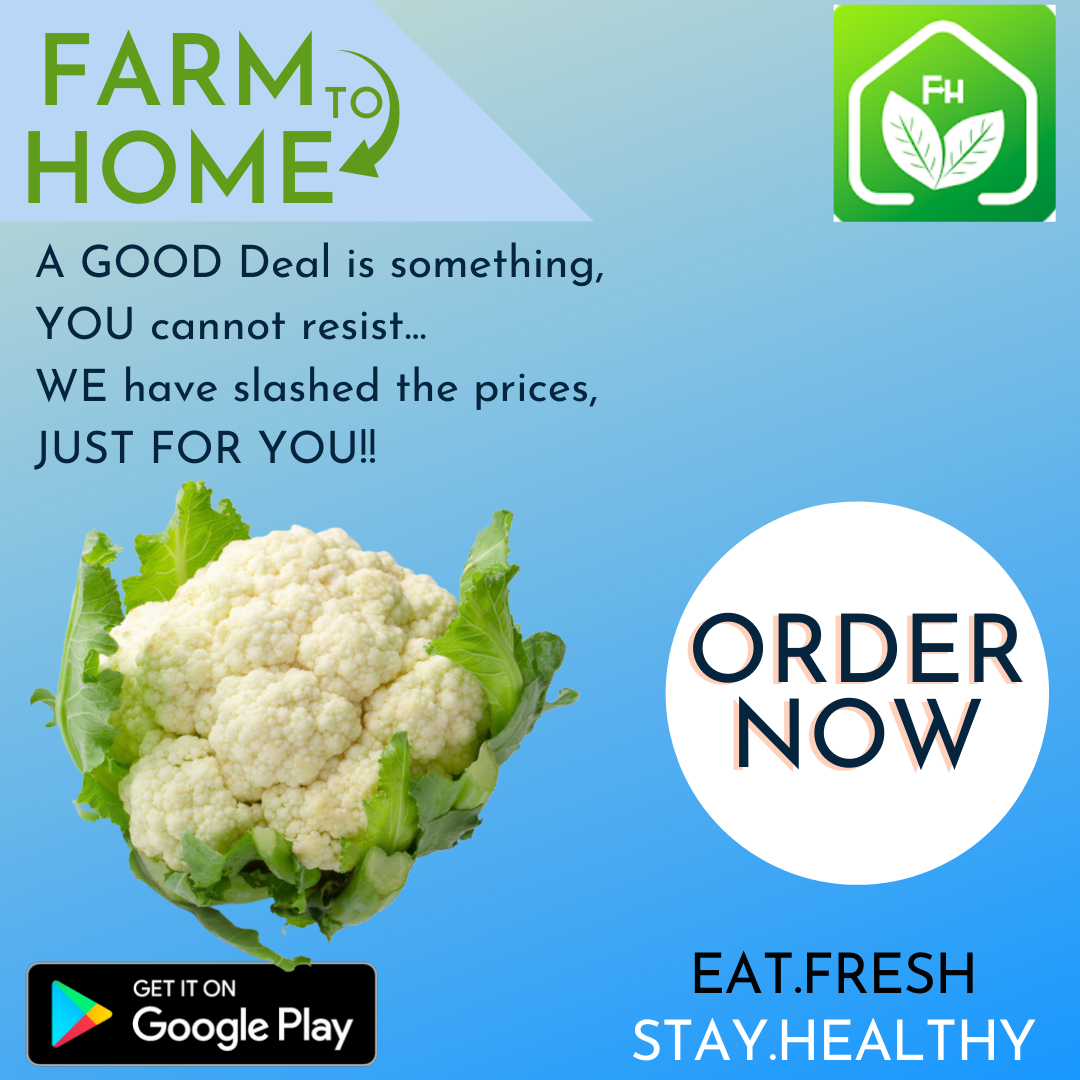 FARM
TO
HOME
FH
A GOOD Deal is something,
YOU cannot resist...
WE have slashed the prices,
JUST FOR YOU!!
ORDER
NOW
GET IT ON
Google Play
EAT.FRESH
STAY.HEALTHY